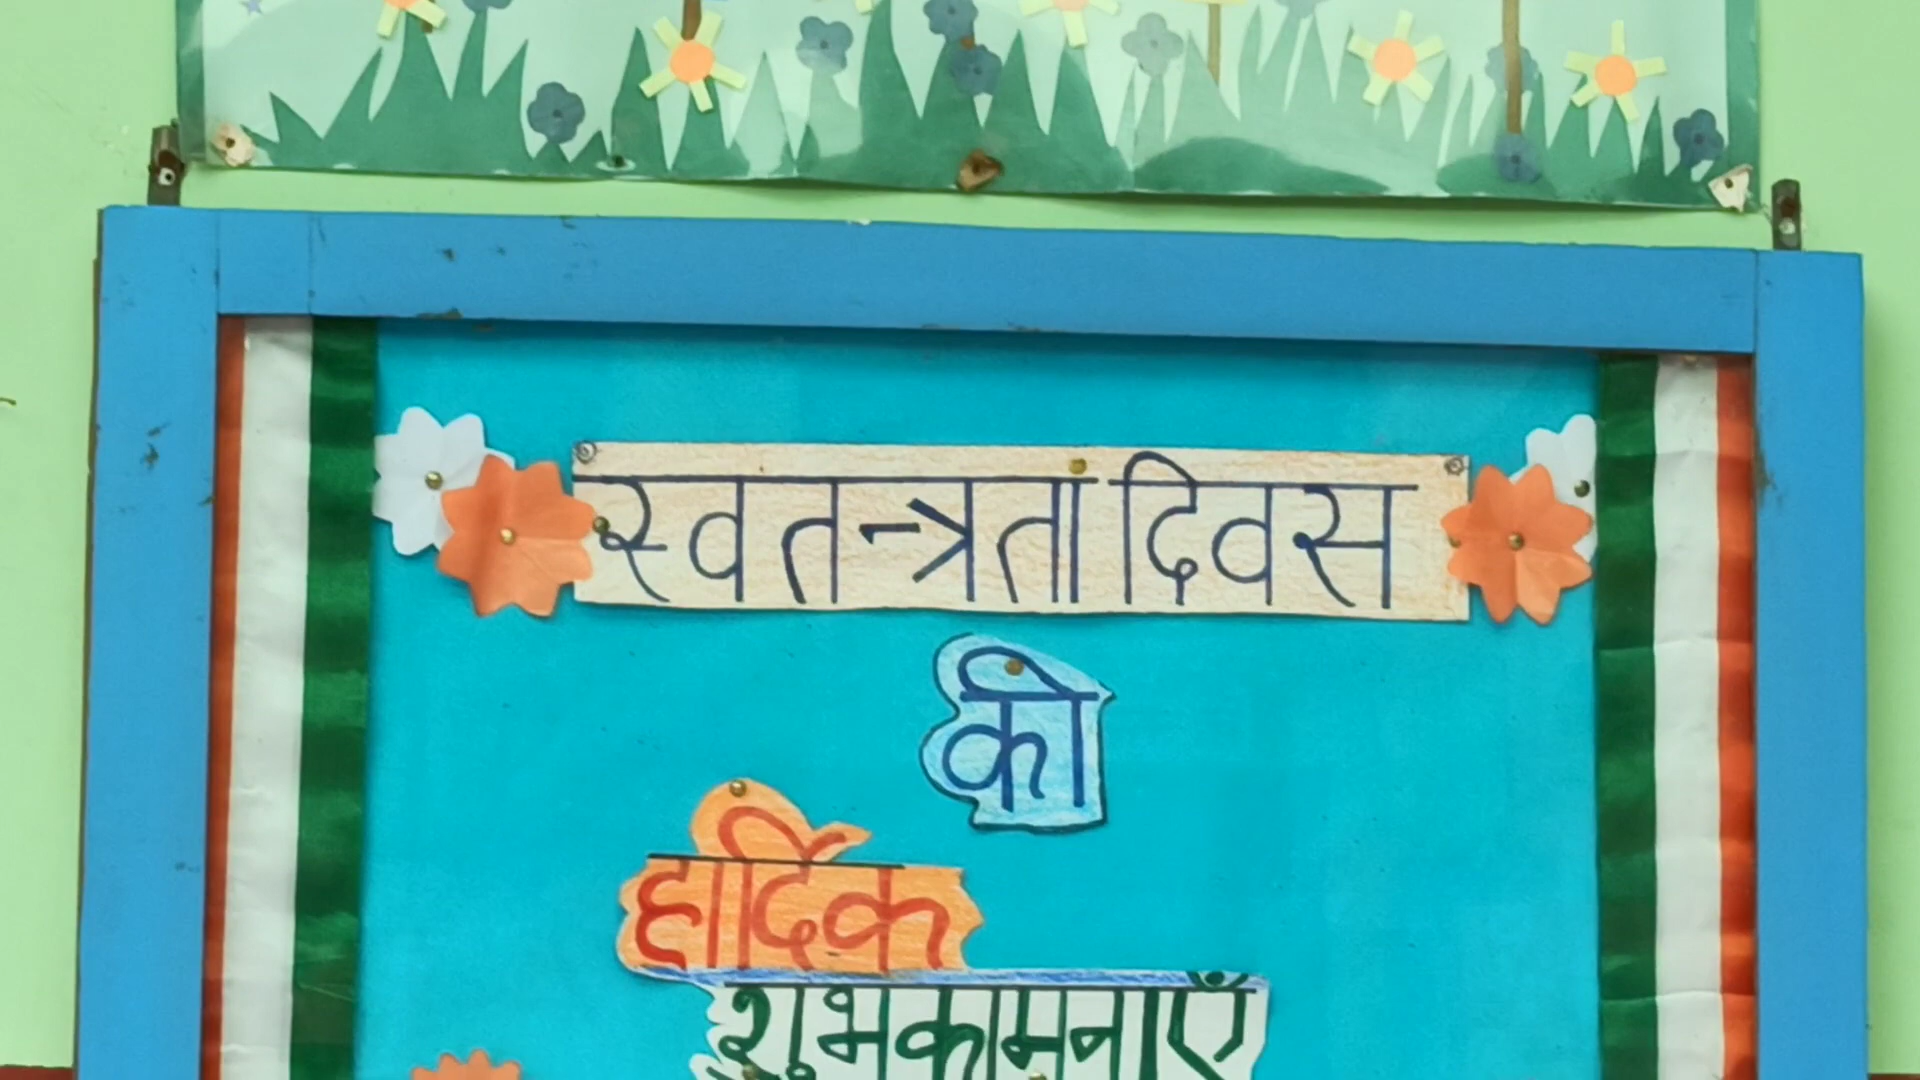 स्वतन्त्रता दिवस
की
हार्दिक
शुभकामनाएँ